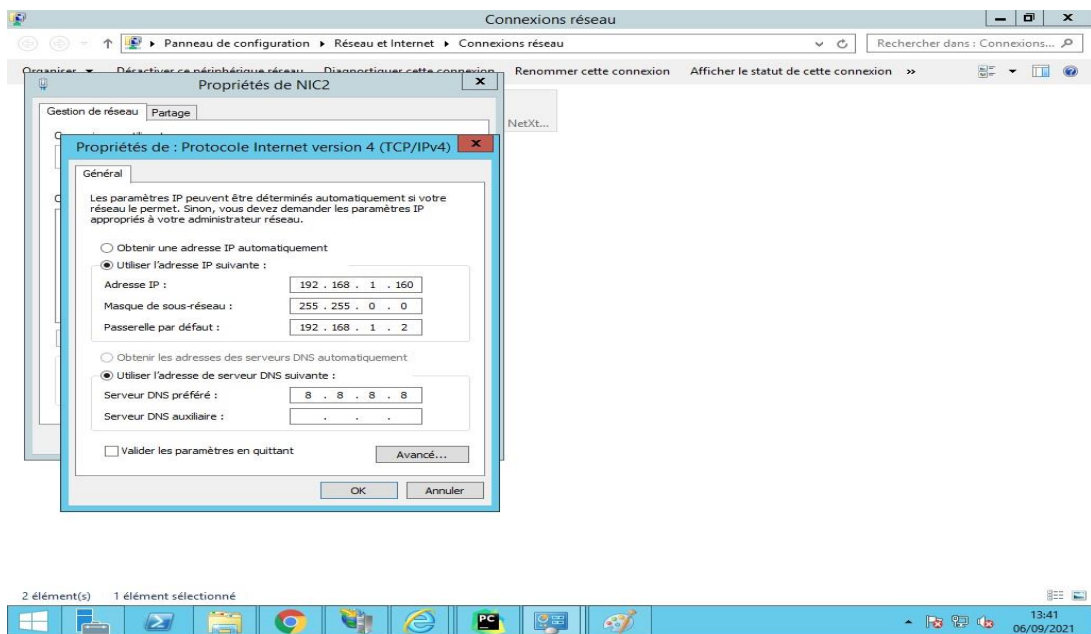 Connexions réseau
Panneau de configuration Réseau et Internet Connexions réseau
Rechercher dans : Connexions...
Organiser Désactiver ce périphérique réseau Diagnostiquer cette connexion Renommer cette connexion Afficher le statut de cette connexion »
Propriétés de NIC2
Gestion de réseau Partage
NetXt...
Propriétés de : Protocole Internet version 4 (TCP/IPv4)
Général
Les paramètres IP peuvent être déterminés automatiquement si votre
réseau le permet. Sinon, vous devez demander les paramètres IP
appropriés à votre administrateur réseau.
Obtenir une adresse IP automatiquement
Utiliser l'adresse IP suivante :
Adresse IP : 192 . 168 . 1 . 160
Masque de sous-réseau : 255 . 255 . 0 . 0
Passerelle par défaut : 192 . 168 . 1 . 2
Obtenir les adresses des serveurs DNS automatiquement
Utiliser l'adresse de serveur DNS suivante :
Serveur DNS préféré : 8 . 8 . 8 . 8
Serveur DNS auxiliaire : . . .
Valider les paramètres en quittant
Avancé...
OK Annuler
2 élément(s) 1 élément sélectionné
PC
13:41
06/09/2021